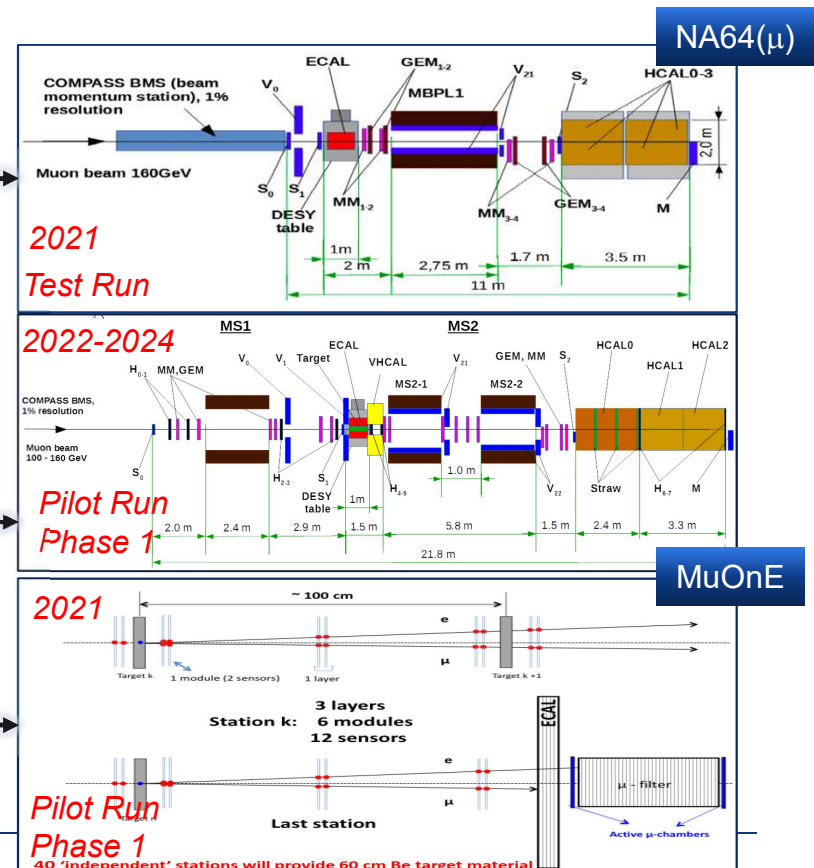 NA64(μ)
ECAL
GEM1-2
V21
S2
HCAL0-3
COMPASS BMS (beam
momentum station), 1%
resolution
V0
MBPL1
2,0 m
Muon beam 160GeV
S0
S1
DESY
table
MM1-2
MM3-4
GEM3-4
M
1m
2 m
2,75 m
1.7 m
3.5 m
11 m
2021
Test Run
2022-2024
MS1
MS2
H0-1
MM,GEM
V0
V1
Target
ECAL
VHCAL
V21
GEM, MM
S2
HCAL0
HCAL1
HCAL2
MS2-1
MS2-2
COMPASS BMS,
1% resolution
Muon beam
100 - 160 GeV
S0
H2-3
S1
DESY
table
1m
H4-5
1.0 m
V22
Straw
H6-7
M
2.0 m
2.4 m
2.9 m
1.5 m
5.8 m
1.5 m
2.4 m
3.3 m
21.8 m
Pilot Run
Phase 1
MuOnE
2021
~ 100 cm
e
μ
Target k
1 module (2 sensors)
1 layer
Target k +1
3 layers
Station k: 6 modules
12 sensors
ECAL
e
μ
μ - filter
Target n
Last station
Active μ-chambers
Pilot Run
Phase 1
40 'independent' stations will provide 60 cm Be target material